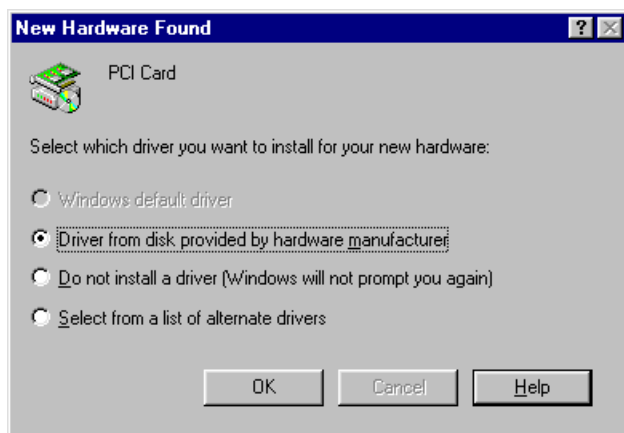 New Hardware Found
PCI Card
Select which driver you want to install for your new hardware:
Windows default driver
Driver from disk provided by hardware manufacturer
Do not install a driver (Windows will not prompt you again)
Select from a list of alternate drivers
OK Cancel Help